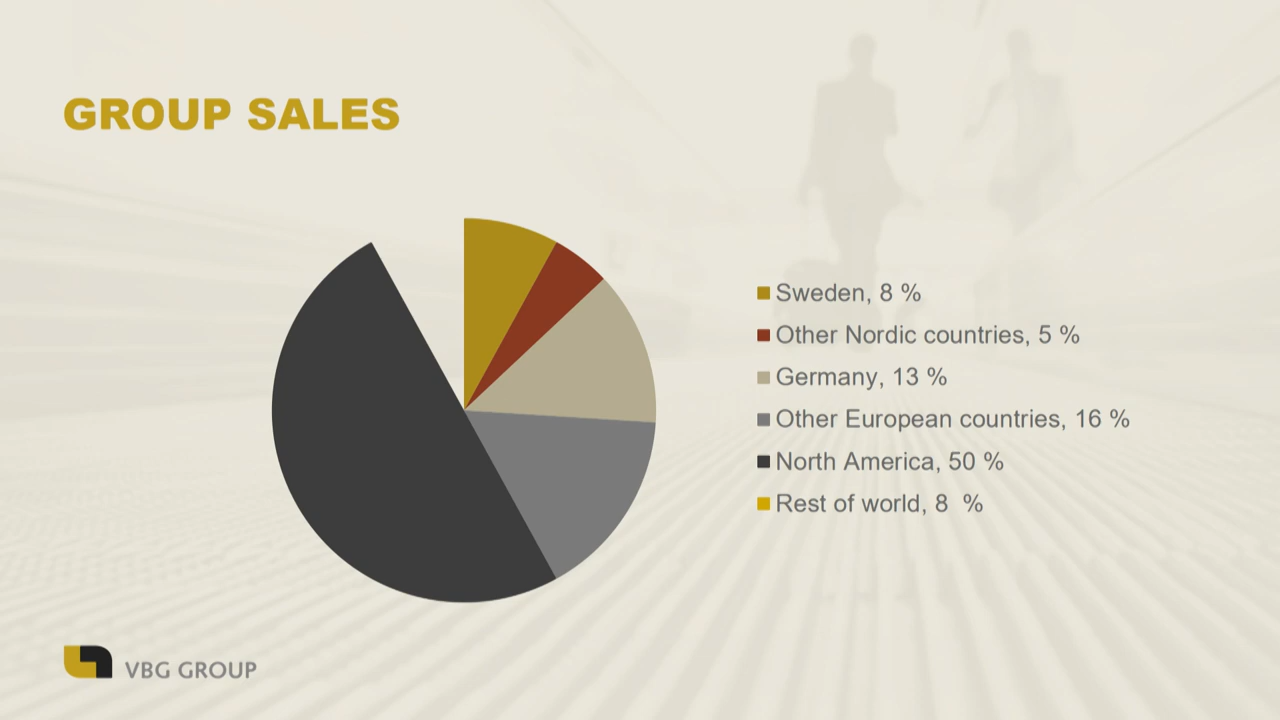 GROUP SALES
Sweden, 8 %
Other Nordic countries, 5 %
Germany, 13 %
Other European countries, 16 %
North America, 50 %
Rest of world, 8  %
VBG GROUP